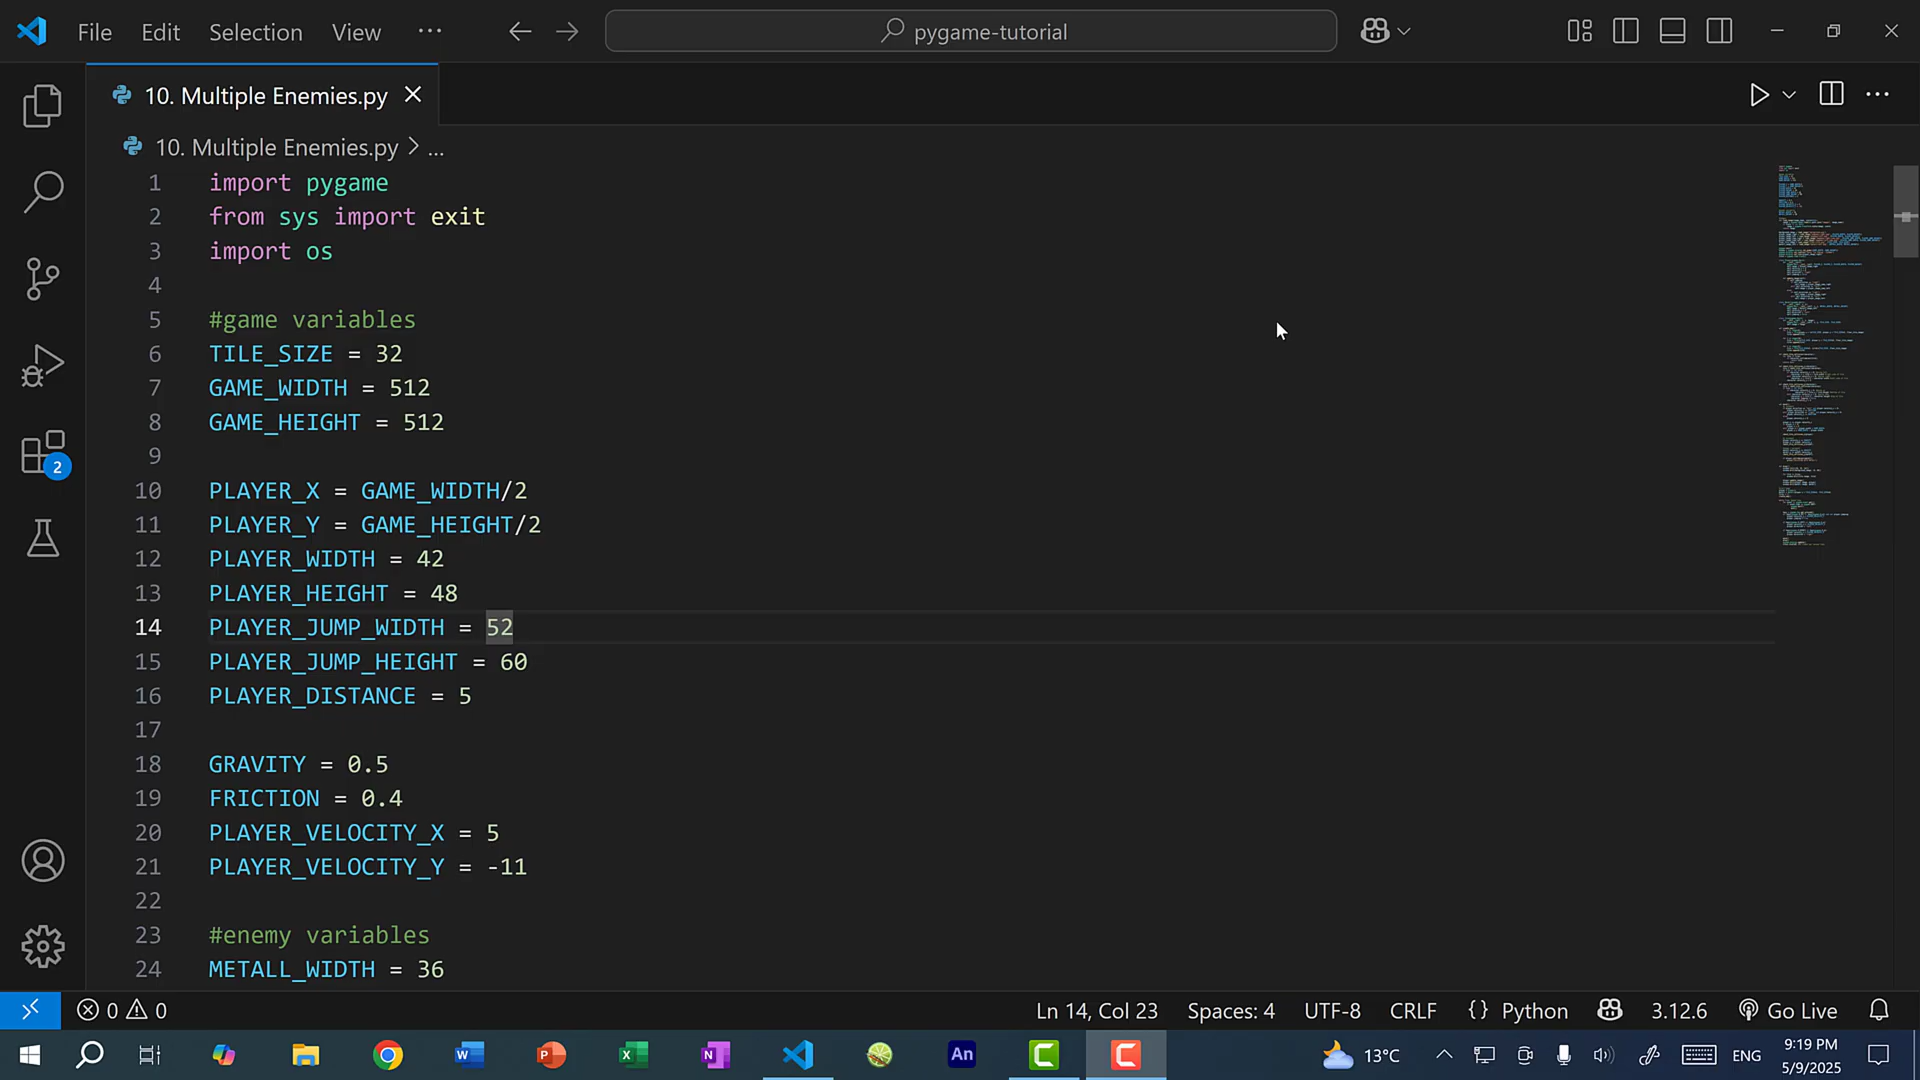 File Edit Selection View ···
pygame-tutorial
10. Multiple Enemies.py
10. Multiple Enemies.py > ...
1 import pygame
2 from sys import exit
3 import os
4
5 #game variables
6 TILE_SIZE = 32
7 GAME_WIDTH = 512
8 GAME_HEIGHT = 512
9
10 PLAYER_X = GAME_WIDTH/2
11 PLAYER_Y = GAME_HEIGHT/2
12 PLAYER_WIDTH = 42
13 PLAYER_HEIGHT = 48
14 PLAYER_JUMP_WIDTH = 52
15 PLAYER_JUMP_HEIGHT = 60
16 PLAYER_DISTANCE = 5
17
18 GRAVITY = 0.5
19 FRICTION = 0.4
20 PLAYER_VELOCITY_X = 5
21 PLAYER_VELOCITY_Y = -11
22
23 #enemy variables
24 METALL_WIDTH = 36
2
0 0 Ln 14, Col 23 Spaces: 4 UTF-8 CRLF {} Python 3.12.6 Go Live
W P X N An C C 13°C ENG 9:19 PM
5/9/2025